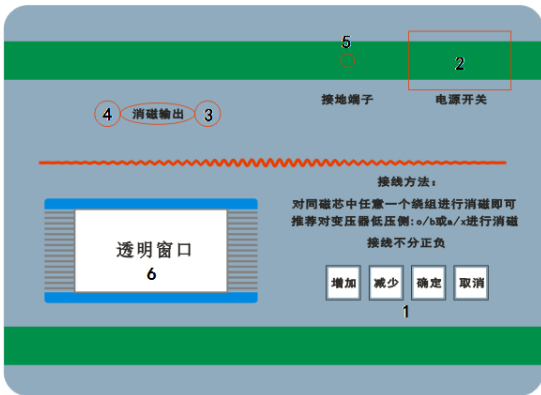 5
2
接地端子
电源开关
4 消磁输出 3
接线方法：
对同磁芯中任意一个绕组进行消磁即可
推荐对变压器低压侧:c/b或a/x进行消磁
接线不分正负
透明窗口
6
增加 减少 确定 取消
1